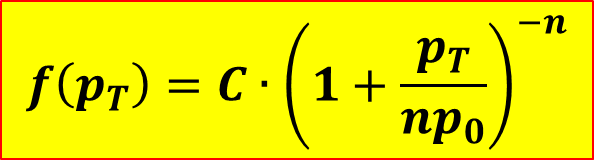 f(p_T) = C · (1 + p_T / np_0)^{-n}